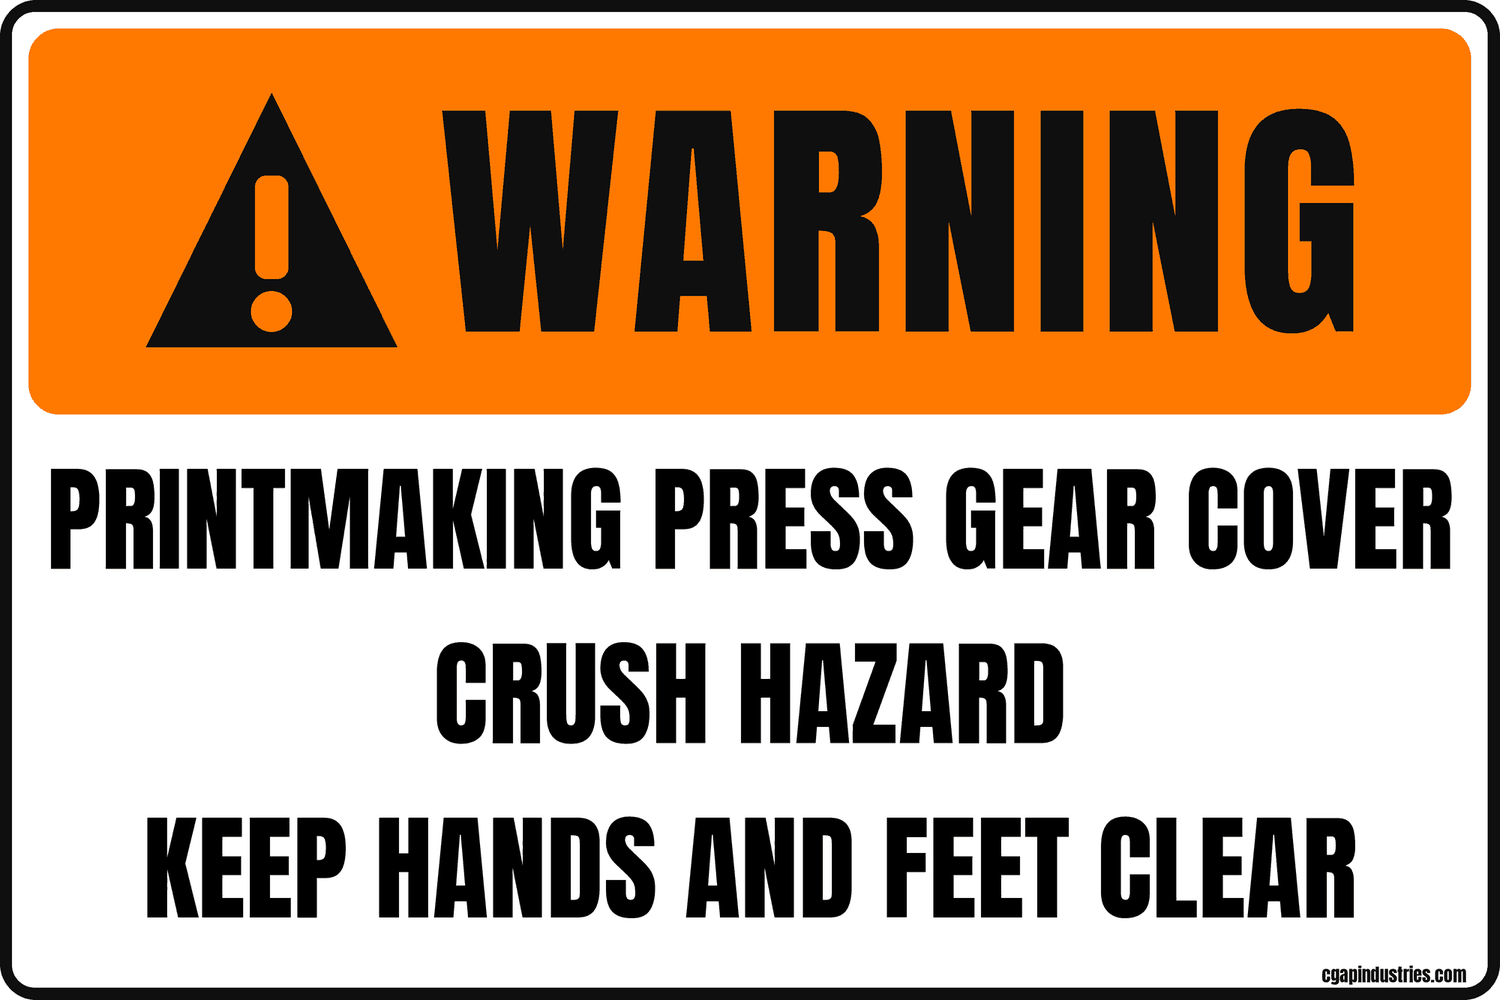 WARNING
PRINTMAKING PRESS GEAR COVER
CRUSH HAZARD
KEEP HANDS AND FEET CLEAR
cgapindustries.com